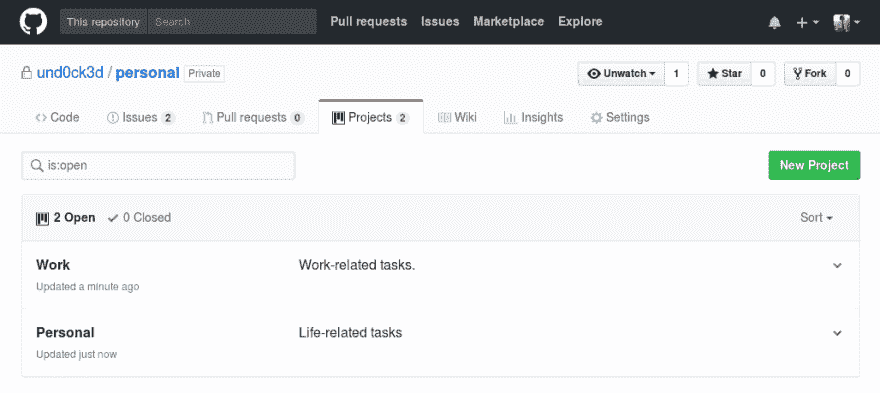 This repository Search Pull requests Issues Marketplace Explore
und0ck3d / personal Private Unwatch 1 Star 0 Fork 0
Code Issues 2 Pull requests 0 Projects 2 Wiki Insights Settings
is:open New Project
2 Open 0 Closed Sort
Work Work-related tasks.
Updated a minute ago
Personal Life-related tasks
Updated just now